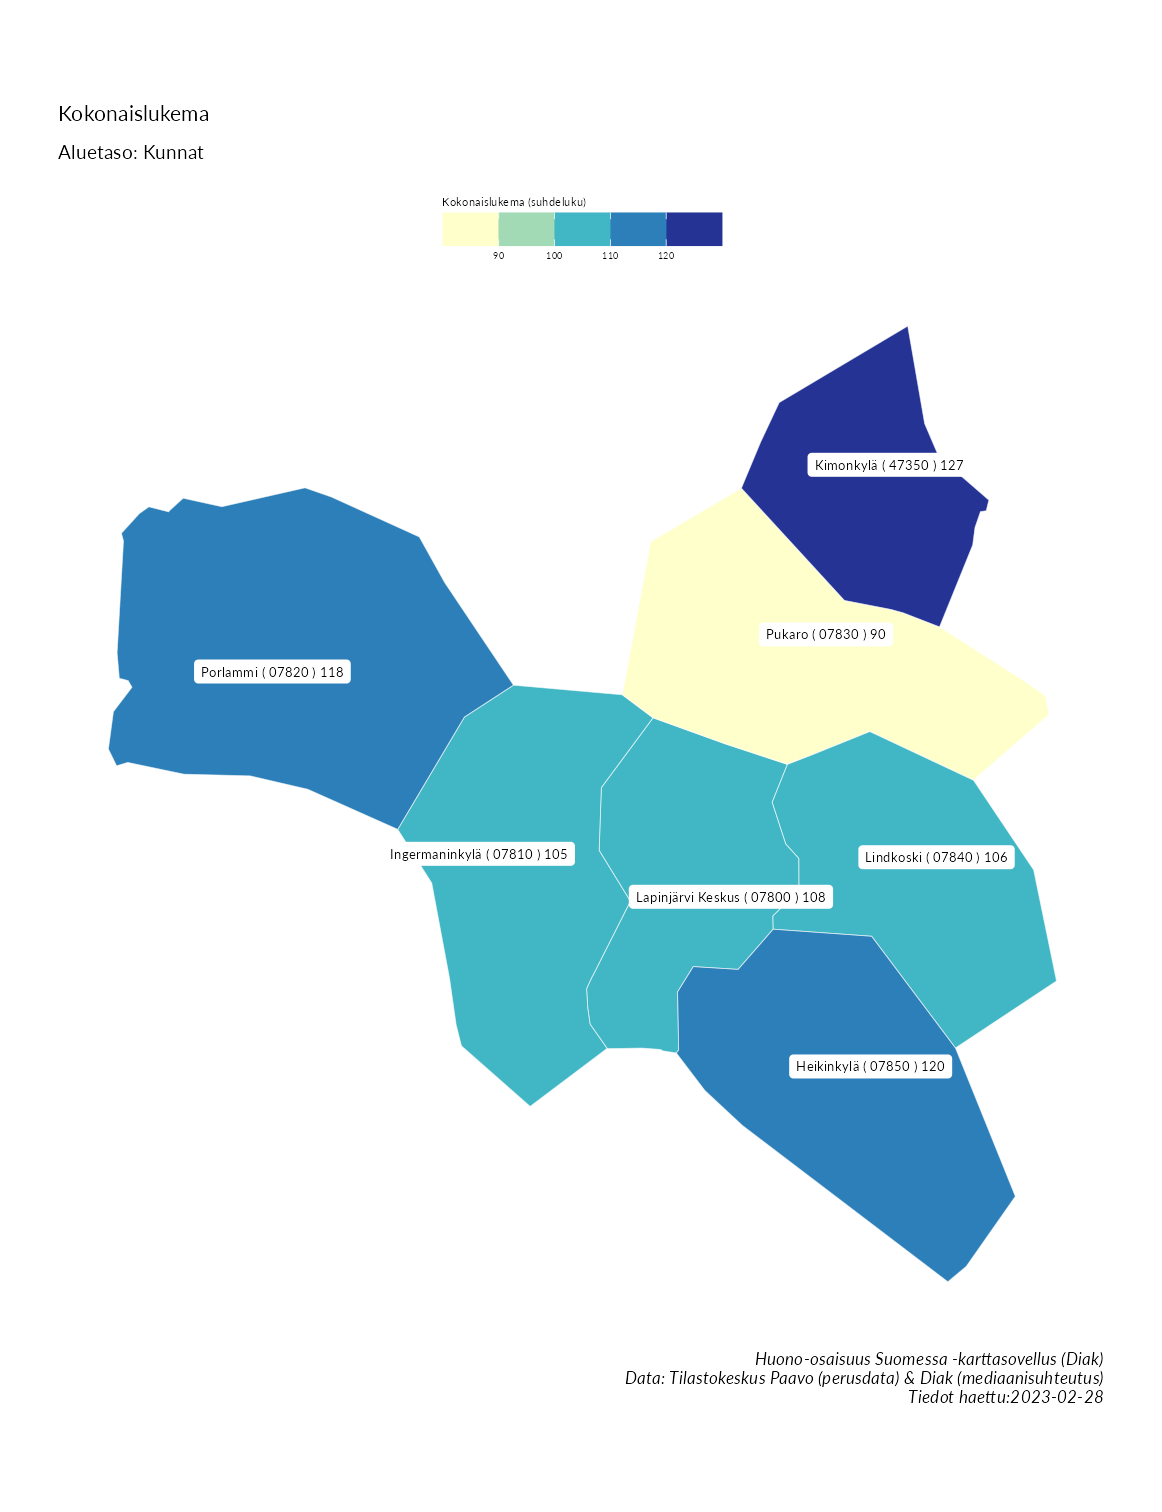 Kokonaislukema
Aluetaso: Kunnat
Kokonaislukema (suhdeluku)
90 100 110 120
Kimonkylä ( 47350 ) 127
Pukaro ( 07830 ) 90
Porlammi ( 07820 ) 118
Ingermaninkylä ( 07810 ) 105
Lindkoski ( 07840 ) 106
Lapinjärvi Keskus ( 07800 ) 108
Heikinkylä ( 07850 ) 120
Huono-osaisuus Suomessa -karttasovellus (Diak)
Data: Tilastokeskus Paavo (perusdata) & Diak (mediaanisuhteutus)
Tiedot haettu:2023-02-28